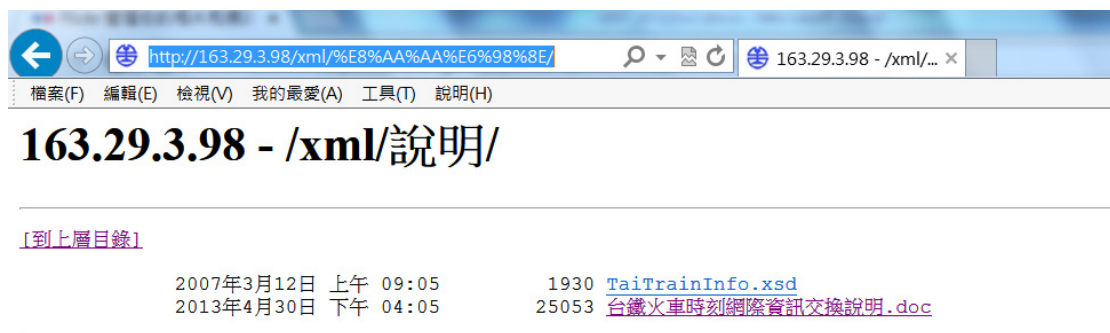 http://163.29.3.98/xml/%E8%AA%AA%E6%98%8E/ 163.29.3.98 - /xml/...
檔案(F) 編輯(E) 檢視(V) 我的最愛(A) 工具(T) 說明(H)
163.29.3.98 - /xml/說明/
[到上層目錄]
2007年3月12日 上午 09:05 1930 TaiTrainInfo.xsd
2013年4月30日 下午 04:05 25053 台鐵火車時刻網際資訊交換說明.doc